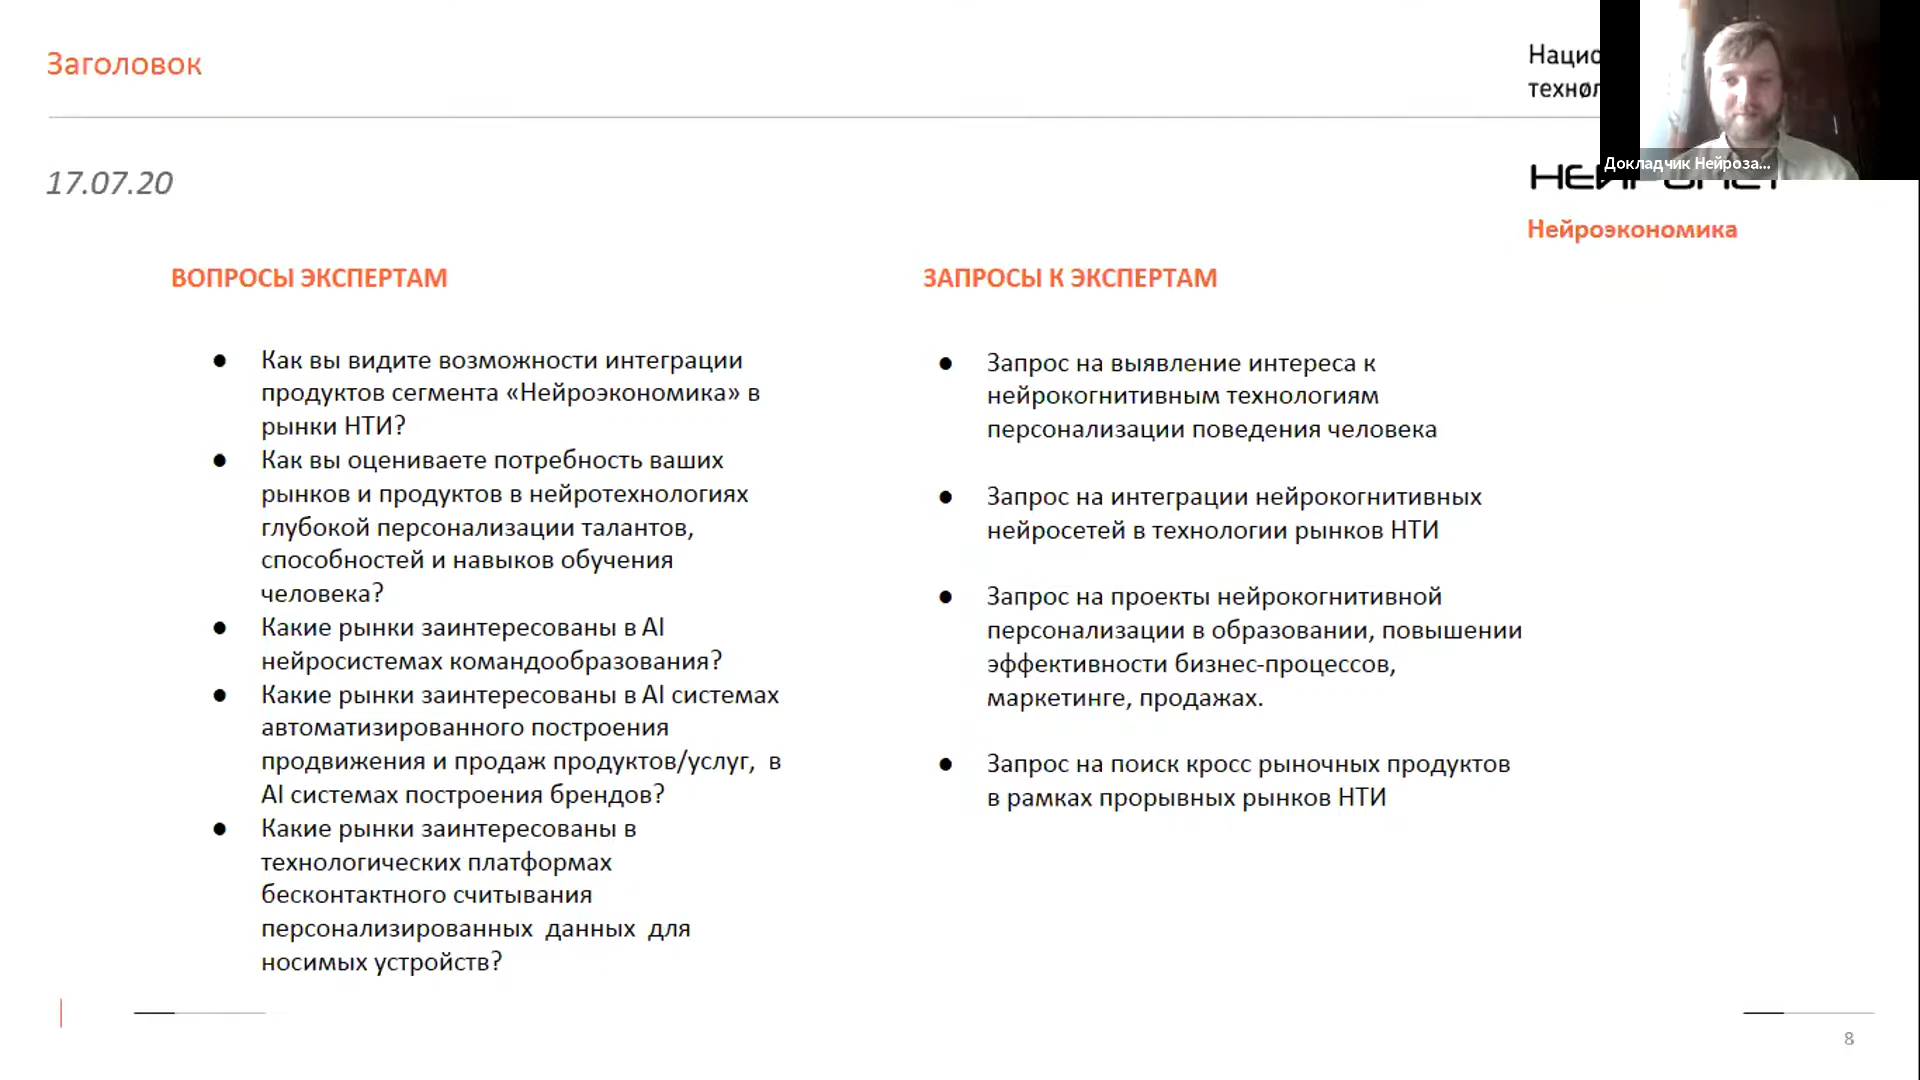 Заголовок
17.07.20
Докладчик Нейроза...
Нейроэкономика
ВОПРОСЫ ЭКСПЕРТАМ
Как вы видите возможности интеграции
продуктов сегмента «Нейроэкономика» в
рынки НТИ?
Как вы оцениваете потребность ваших
рынков и продуктов в нейротехнологиях
глубокой персонализации талантов,
способностей и навыков обучения
человека?
Какие рынки заинтересованы в AI
нейросистемах командообразования?
Какие рынки заинтересованы в AI системах
автоматизированного построения
продвижения и продаж продуктов/услуг, в
AI системах построения брендов?
Какие рынки заинтересованы в
технологических платформах
бесконтактного считывания
персонализированных данных для
носимых устройств?
ЗАПРОСЫ К ЭКСПЕРТАМ
Запрос на выявление интереса к
нейрокогнитивным технологиям
персонализации поведения человека
Запрос на интеграции нейрокогнитивных
нейросетей в технологии рынков НТИ
Запрос на проекты нейрокогнитивной
персонализации в образовании, повышении
эффективности бизнес-процессов,
маркетинге, продажах.
Запрос на поиск кросс рыночных продуктов
в рамках прорывных рынков НТИ
8